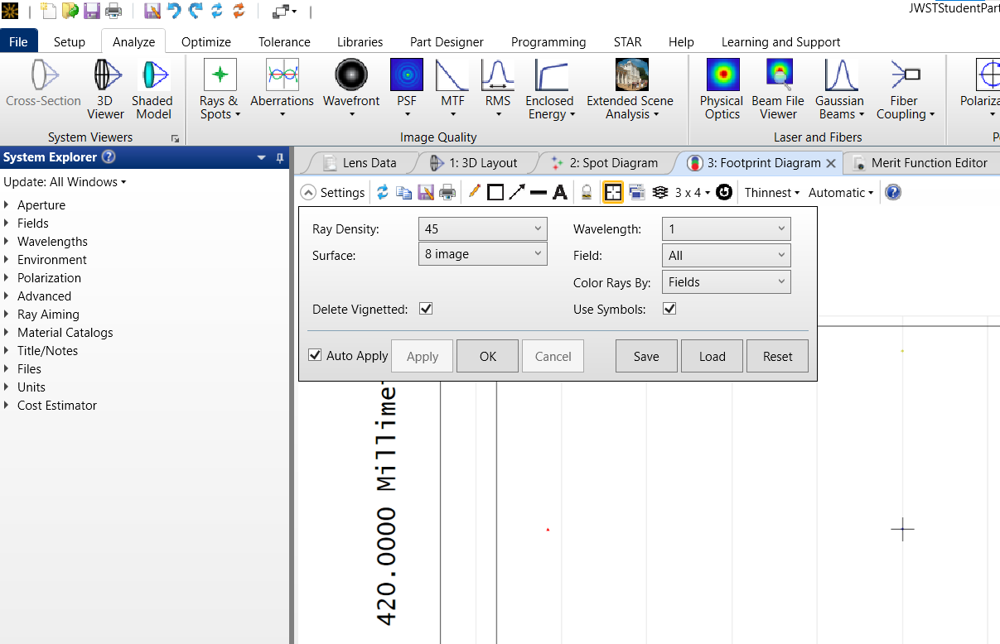 JWSTStudentPart
File Setup Analyze Optimize Tolerance Libraries Part Designer Programming STAR Help Learning and Support
Cross-Section
3D Viewer
Shaded Model
System Viewers
Rays & Spots
Aberrations
Wavefront
PSF
MTF
RMS
Enclosed Energy
Extended Scene Analysis
Image Quality
Physical Optics
Beam File Viewer
Gaussian Beams
Fiber Coupling
Laser and Fibers
Polariza
P
System Explorer ?
Update: All Windows
Aperture
Fields
Wavelengths
Environment
Polarization
Advanced
Ray Aiming
Material Catalogs
Title/Notes
Files
Units
Cost Estimator
Lens Data 1: 3D Layout 2: Spot Diagram 3: Footprint Diagram Merit Function Editor
Settings A 3 x 4 Thinnest Automatic ?
Ray Density: 45 Wavelength: 1
Surface: 8 image Field: All
Color Rays By: Fields
Delete Vignetted: Use Symbols:
Auto Apply Apply OK Cancel Save Load Reset
420.0000 Millimet